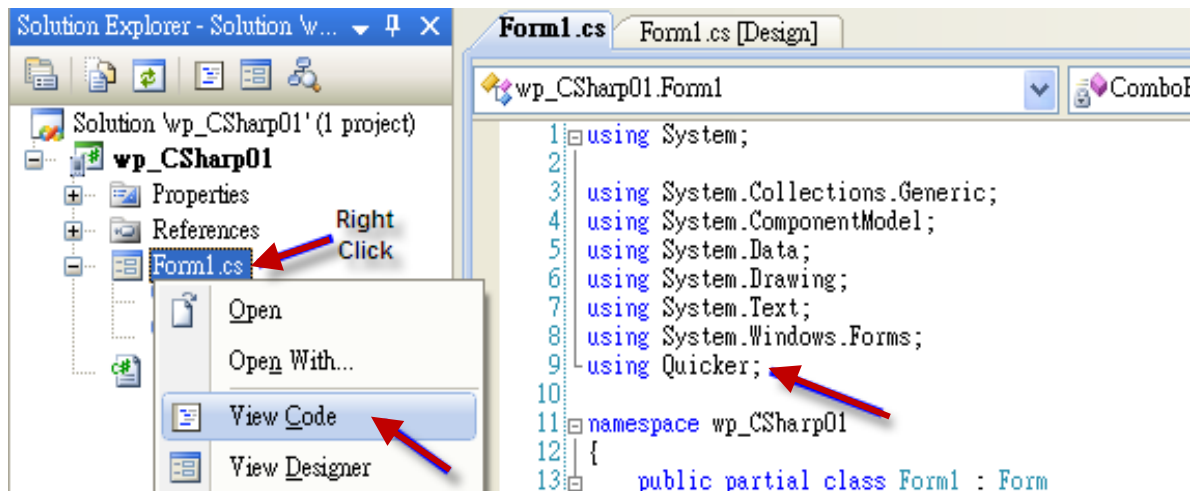 Solution Explorer - Solution 'w...
Solution 'wp_CSharp01' (1 project)
wp_CSharp01
Properties
References
Form1.cs
Right
Click
Open
Open With...
View Code
View Designer
Form1.cs
Form1.cs [Design]
wp_CSharp01.Form1
1 using System;
2
3 using System.Collections.Generic;
4 using System.ComponentModel;
5 using System.Data;
6 using System.Drawing;
7 using System.Text;
8 using System.Windows.Forms;
9 using Quicker;
10
11 namespace wp_CSharp01
12 {
13 public partial class Form1 : Form